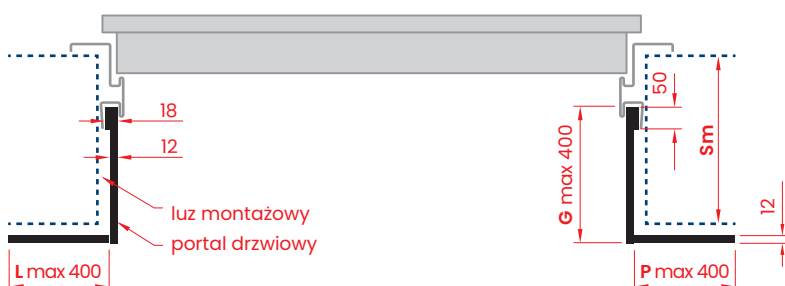 18
12
luz montażowy
portal drzwiowy
L max 400
50
G max 400
Sm
12
P max 400